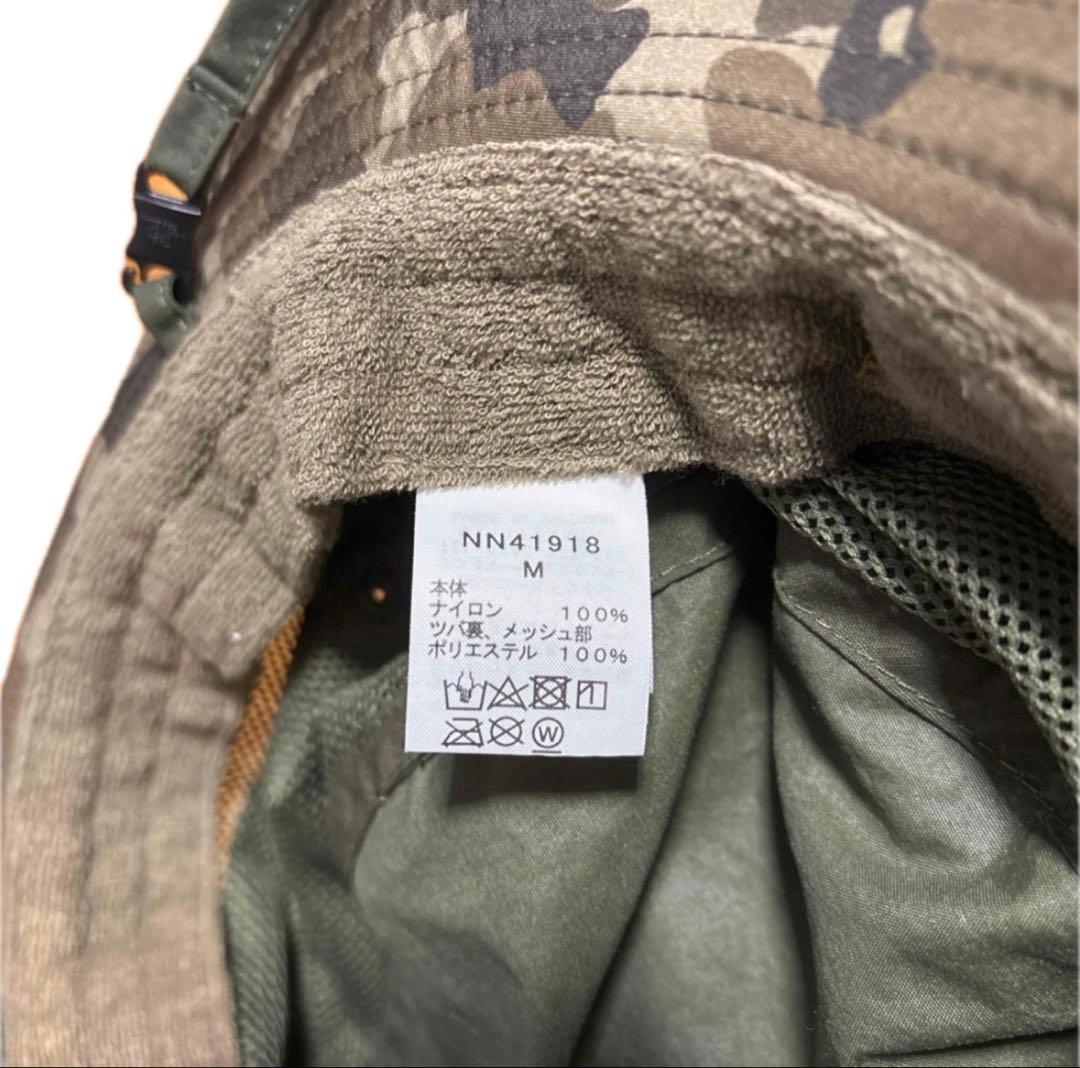 NN41918
M
本体
ナイロン 100%
ツバ裏、メッシュ部
ポリエステル 100%
W